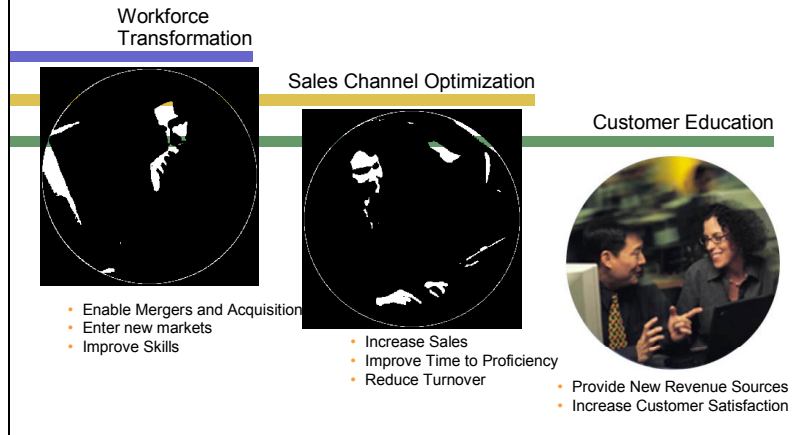 Workforce
Transformation
Sales Channel Optimization
Customer Education
• Enable Mergers and Acquisition
• Enter new markets
• Improve Skills
• Increase Sales
• Improve Time to Proficiency
• Reduce Turnover
• Provide New Revenue Sources
• Increase Customer Satisfaction